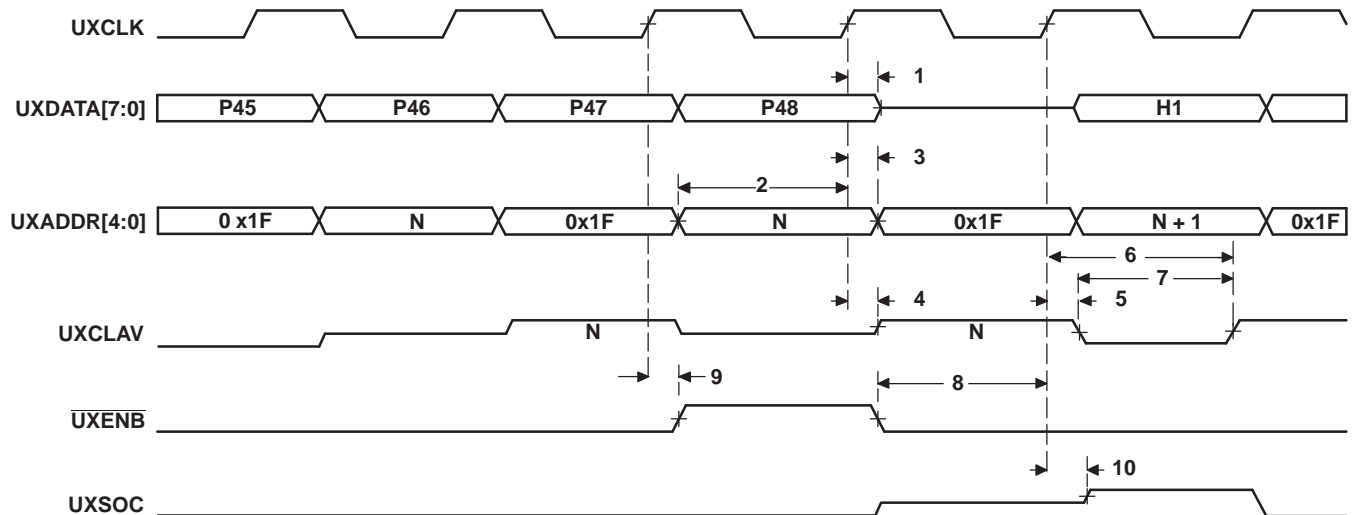 UXCLK
1
UXDATA[7:0] P45 P46 P47 P48 H1
3
2
UXADDR[4:0] 0 x1F N 0x1F N 0x1F N + 1 0x1F
6
7
4 5
UXCLAV N N
9 8
UXENB
10
UXSOC